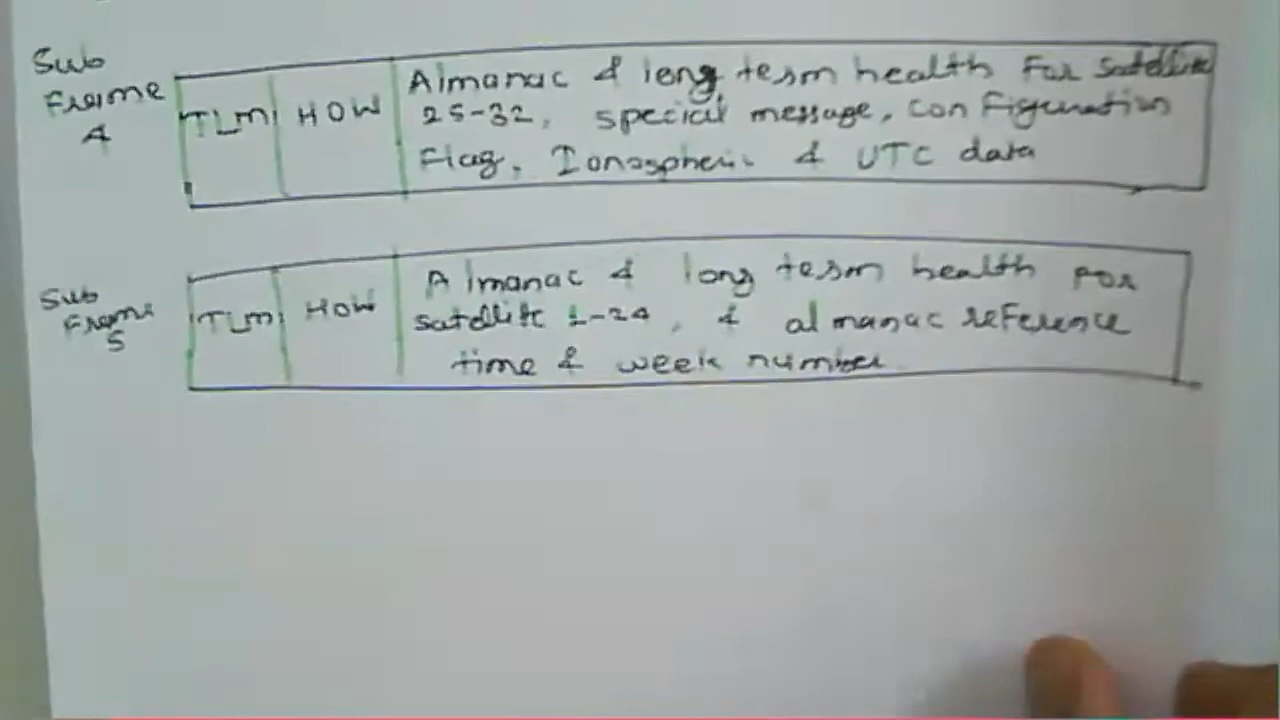 Sub
Frame
4
TLM HOW
Almanac & long term health For Satellite
25-32, special message, configuration
Flag, Ionospheric & UTC data
Sub
Frame
5
TLM HOW
Almanac & long term health For
satellite 1-24, & almanac reference
time & week number